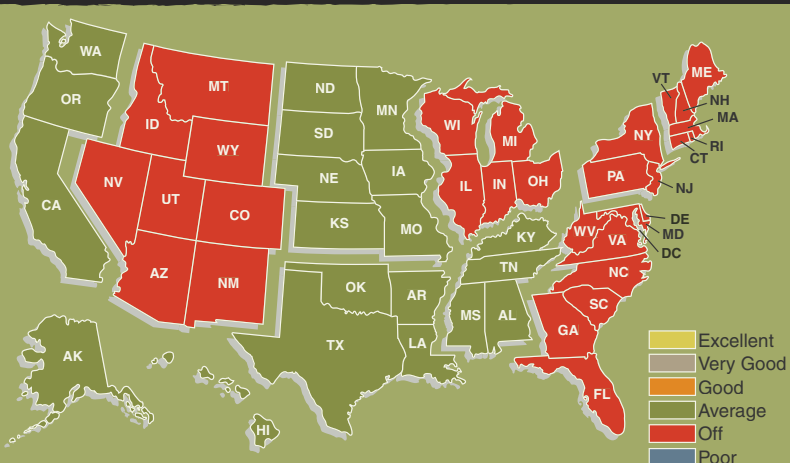 WA
OR
CA
AK
HI
MT
ID
WY
NV
UT
CO
AZ
NM
ND
SD
NE
KS
MN
IA
MO
OK
TX
AR
LA
WI
MI
IL
IN
OH
KY
TN
MS
AL
ME
VT
NH
MA
RI
CT
NY
PA
NJ
DE
MD
DC
WV
VA
NC
SC
GA
FL
Excellent
Very Good
Good
Average
Off
Poor